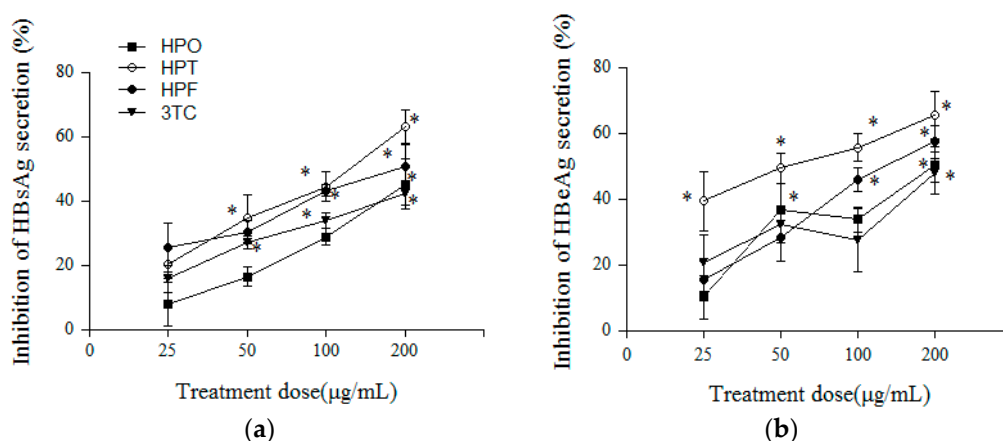 Inhibition of HBsAg secretion (%)
HPO
HPT
HPF
3TC
80
60
40
20
0
* * * * * * * * * *
0 25 50 100 200
Treatment dose(μg/mL)
(a)
Inhibition of HBeAg secretion (%)
80
60
40
20
0
* * * * * * * * *
0 25 50 100 200
Treatment dose(μg/mL)
(b)